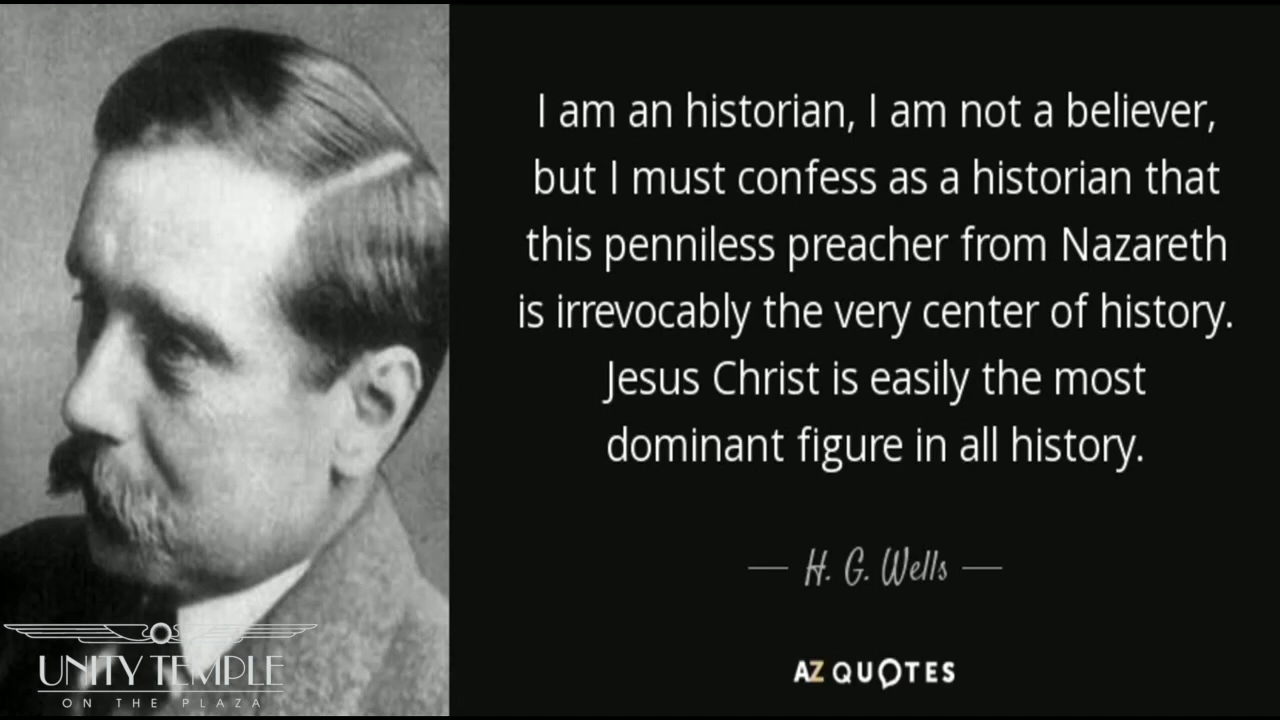 I am an historian, I am not a believer,
but I must confess as a historian that
this penniless preacher from Nazareth
is irrevocably the very center of history.
Jesus Christ is easily the most
dominant figure in all history.
— H. G. Wells —
AZ QUOTES
UNITY TEMPLE
ON THE PLAZA